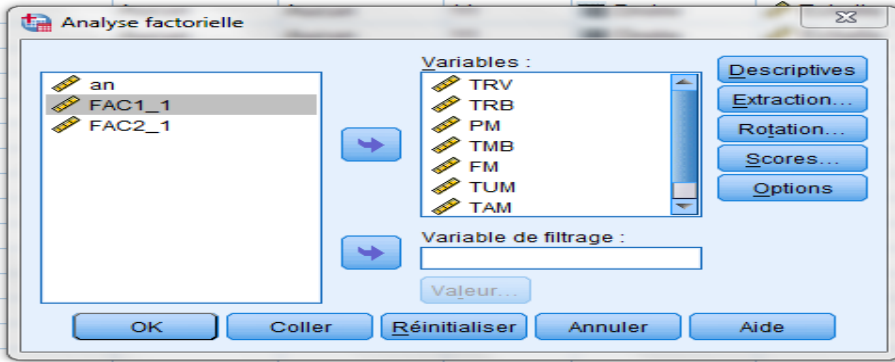 Analyse factorielle
an
FAC1_1
FAC2_1
Variables :
TRV
TRB
PM
TMB
FM
TUM
TAM
Variable de filtrage :
Valeur...
Descriptives
Extraction...
Rotation...
Scores...
Options
OK
Coller
Réinitialiser
Annuler
Aide